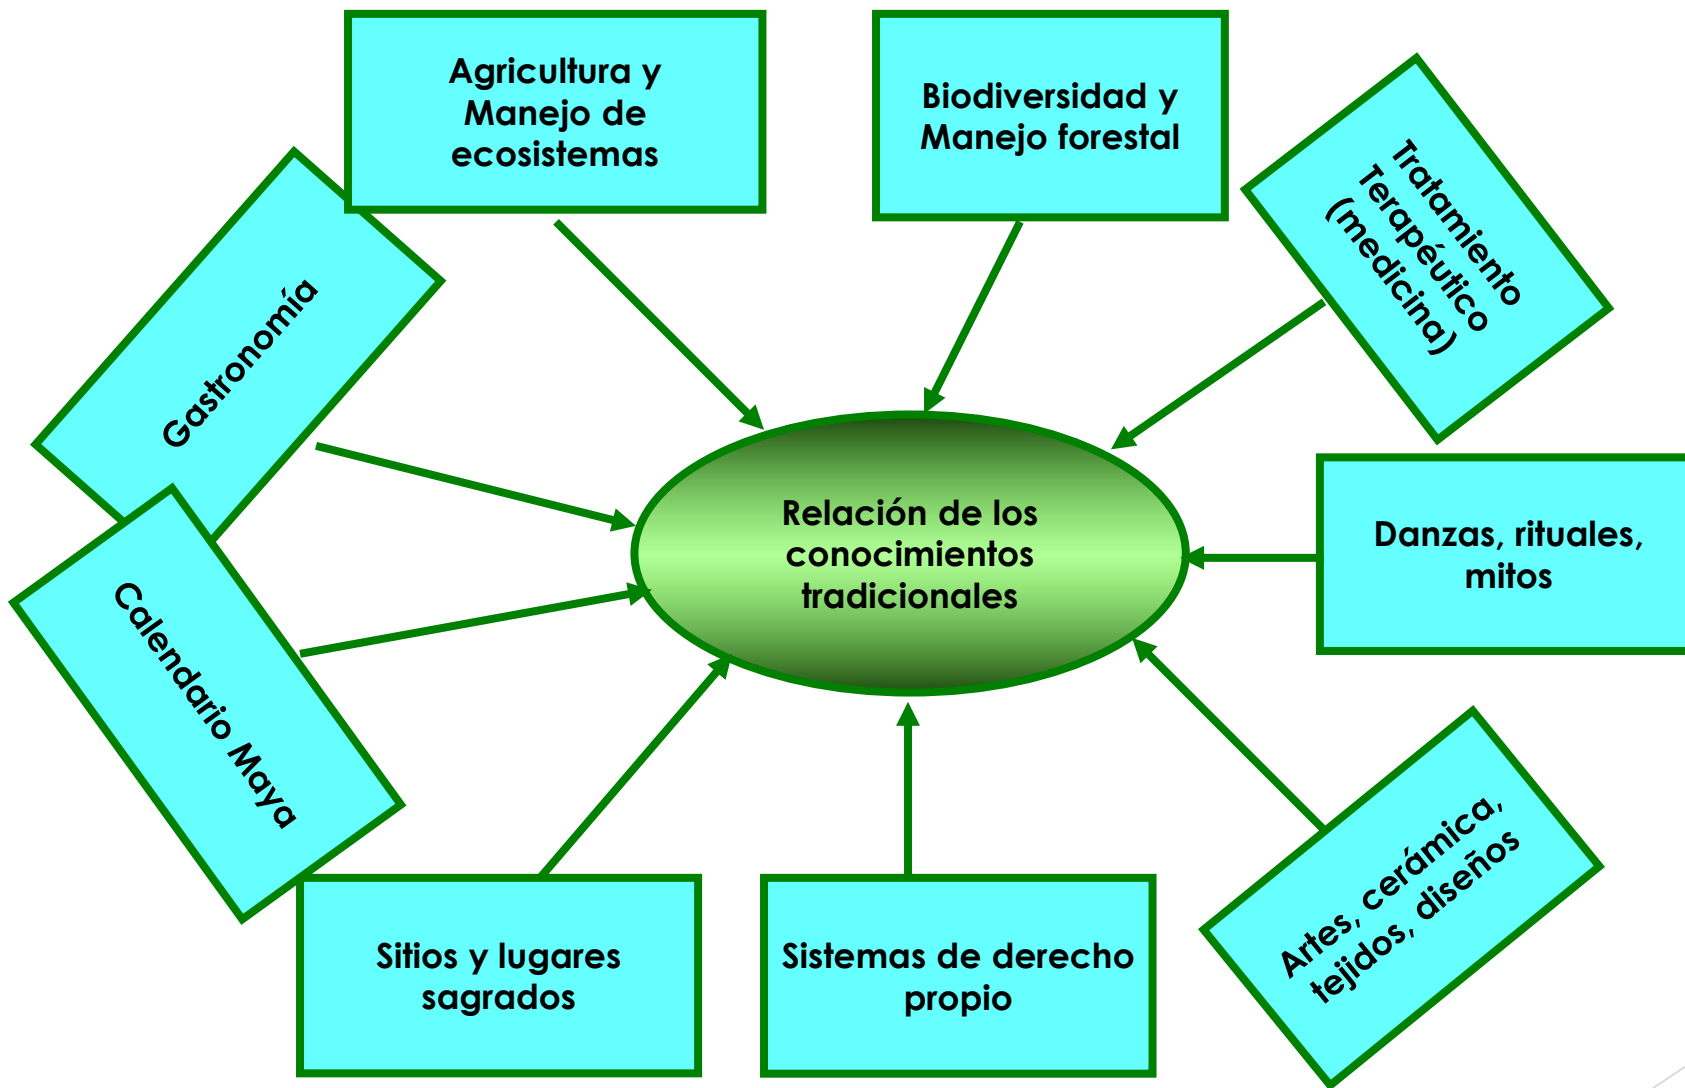 Agricultura y
Manejo de
ecosistemas
Biodiversidad y
Manejo forestal
Tratamiento
Terapéutico
(medicina)
Gastronomía
Relación de los
conocimientos
tradicionales
Danzas, rituales,
mitos
Calendario Maya
Artes, cerámica,
tejidos, diseños
Sitios y lugares
sagrados
Sistemas de derecho
propio